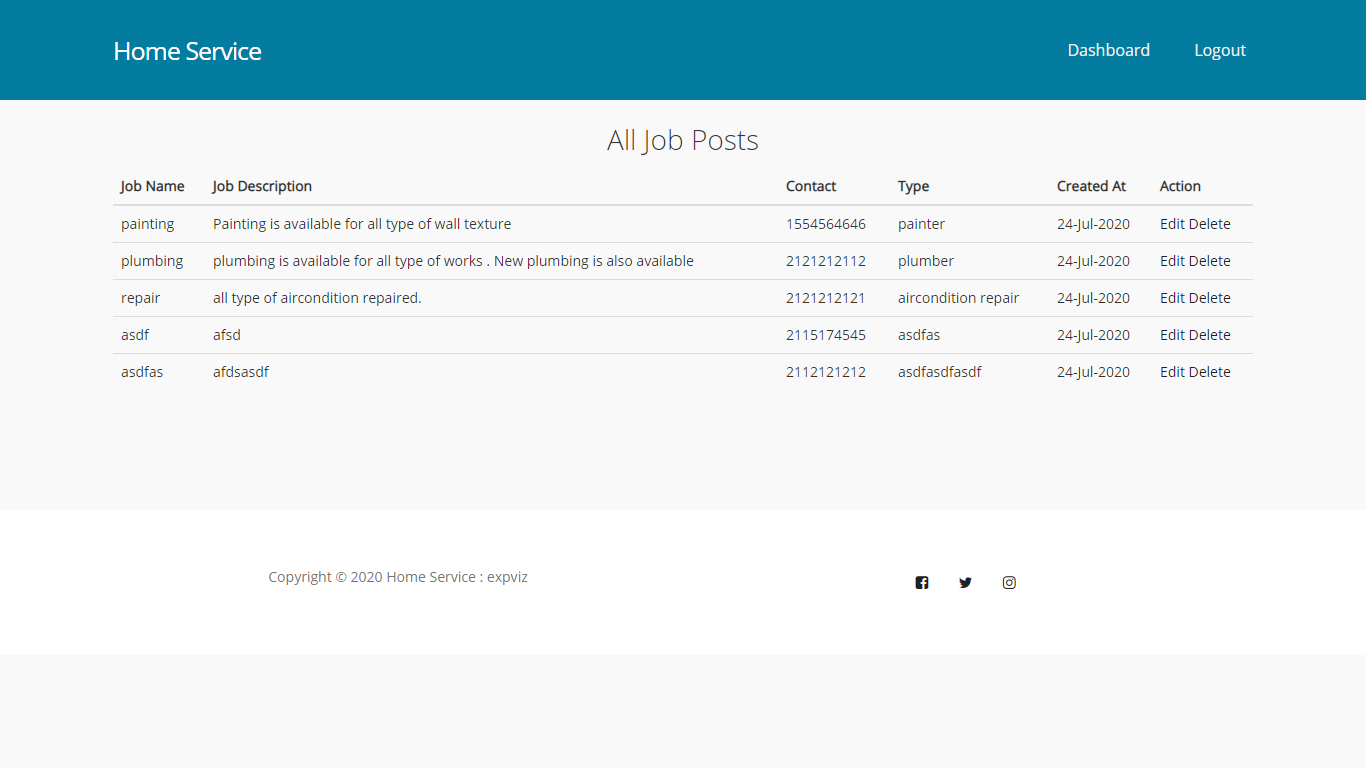 Home Service
Dashboard Logout
All Job Posts
Job Name Job Description Contact Type Created At Action
painting Painting is available for all type of wall texture 1554564646 painter 24-Jul-2020 Edit Delete
plumbing plumbing is available for all type of works . New plumbing is also available 2121212112 plumber 24-Jul-2020 Edit Delete
repair all type of aircondition repaired. 2121212121 aircondition repair 24-Jul-2020 Edit Delete
asdf afsd 2115174545 asdfas 24-Jul-2020 Edit Delete
asdfas afdsasdf 2112121212 asdfasdfasdf 24-Jul-2020 Edit Delete
Copyright © 2020 Home Service : expviz